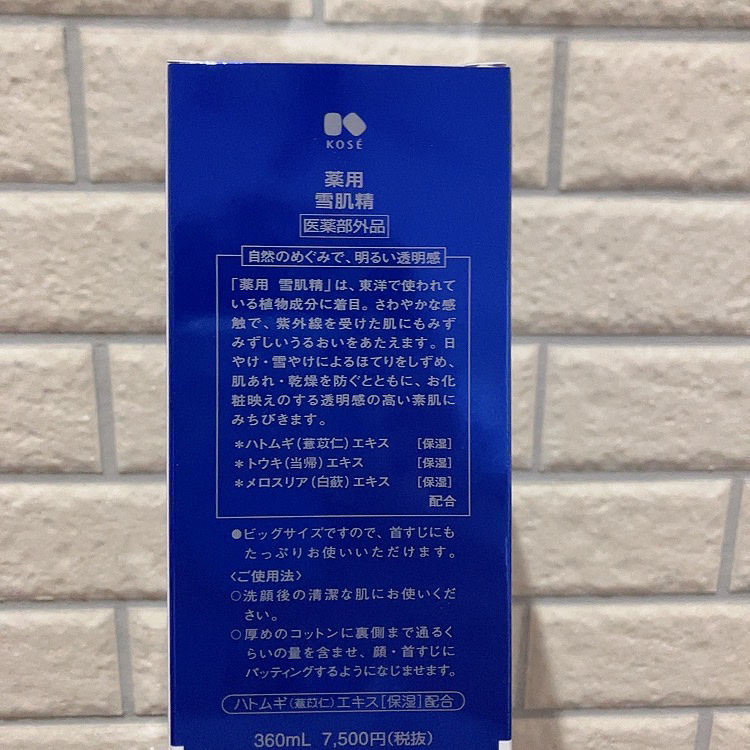 KOSÉ
薬用
雪肌精
医薬部外品
自然のめぐみで、明るい透明感
「薬用 雪肌精」は、東洋で使われて
いる植物成分に着目。さわやかな感
触で、紫外線を受けた肌にもみず
みずしいうるおいをあたえます。日
やけ・雪やけによるほてりをしずめ、
肌あれ・乾燥を防ぐとともに、お化
粧映えのする透明感の高い素肌に
みちびきます。
＊ハトムギ(薏苡仁)エキス [保湿]
＊トウキ(当帰)エキス [保湿]
＊メロスリア(白蘞)エキス [保湿]
配合
●ビッグサイズですので、首すじにも
たっぷりお使いいただけます。
〈ご使用法〉
○洗顔後の清潔な肌にお使いくだ
さい。
○厚めのコットンに裏側まで通るく
らいの量を含ませ、顔・首すじに
パッティングするようになじませます。
ハトムギ(薏苡仁)エキス[保湿]配合
360mL 7,500円(税抜)